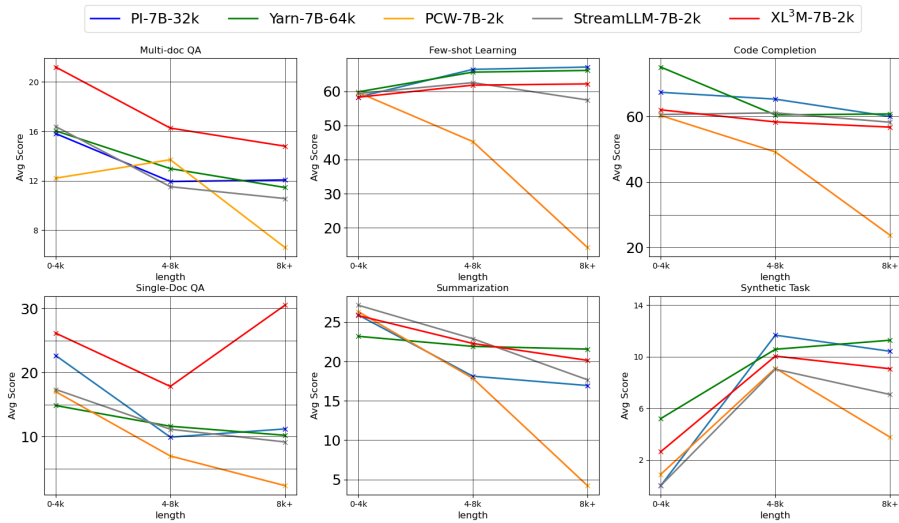 PI-7B-32k Yarn-7B-64k PCW-7B-2k StreamLLM-7B-2k XL³M-7B-2k
Multi-doc QA Few-shot Learning Code Completion
Avg Score
20
16
12
8
0-4k 4-8k 8k+
length
Avg Score
60
50
40
30
20
0-4k 4-8k 8k+
length
Avg Score
60
40
20
0-4k 4-8k 8k+
length
Single-Doc QA Summarization Synthetic Task
Avg Score
30
20
10
0-4k 4-8k 8k+
length
Avg Score
25
20
15
10
5
0-4k 4-8k 8k+
length
Avg Score
14
10
6
2
0-4k 4-8k 8k+
length